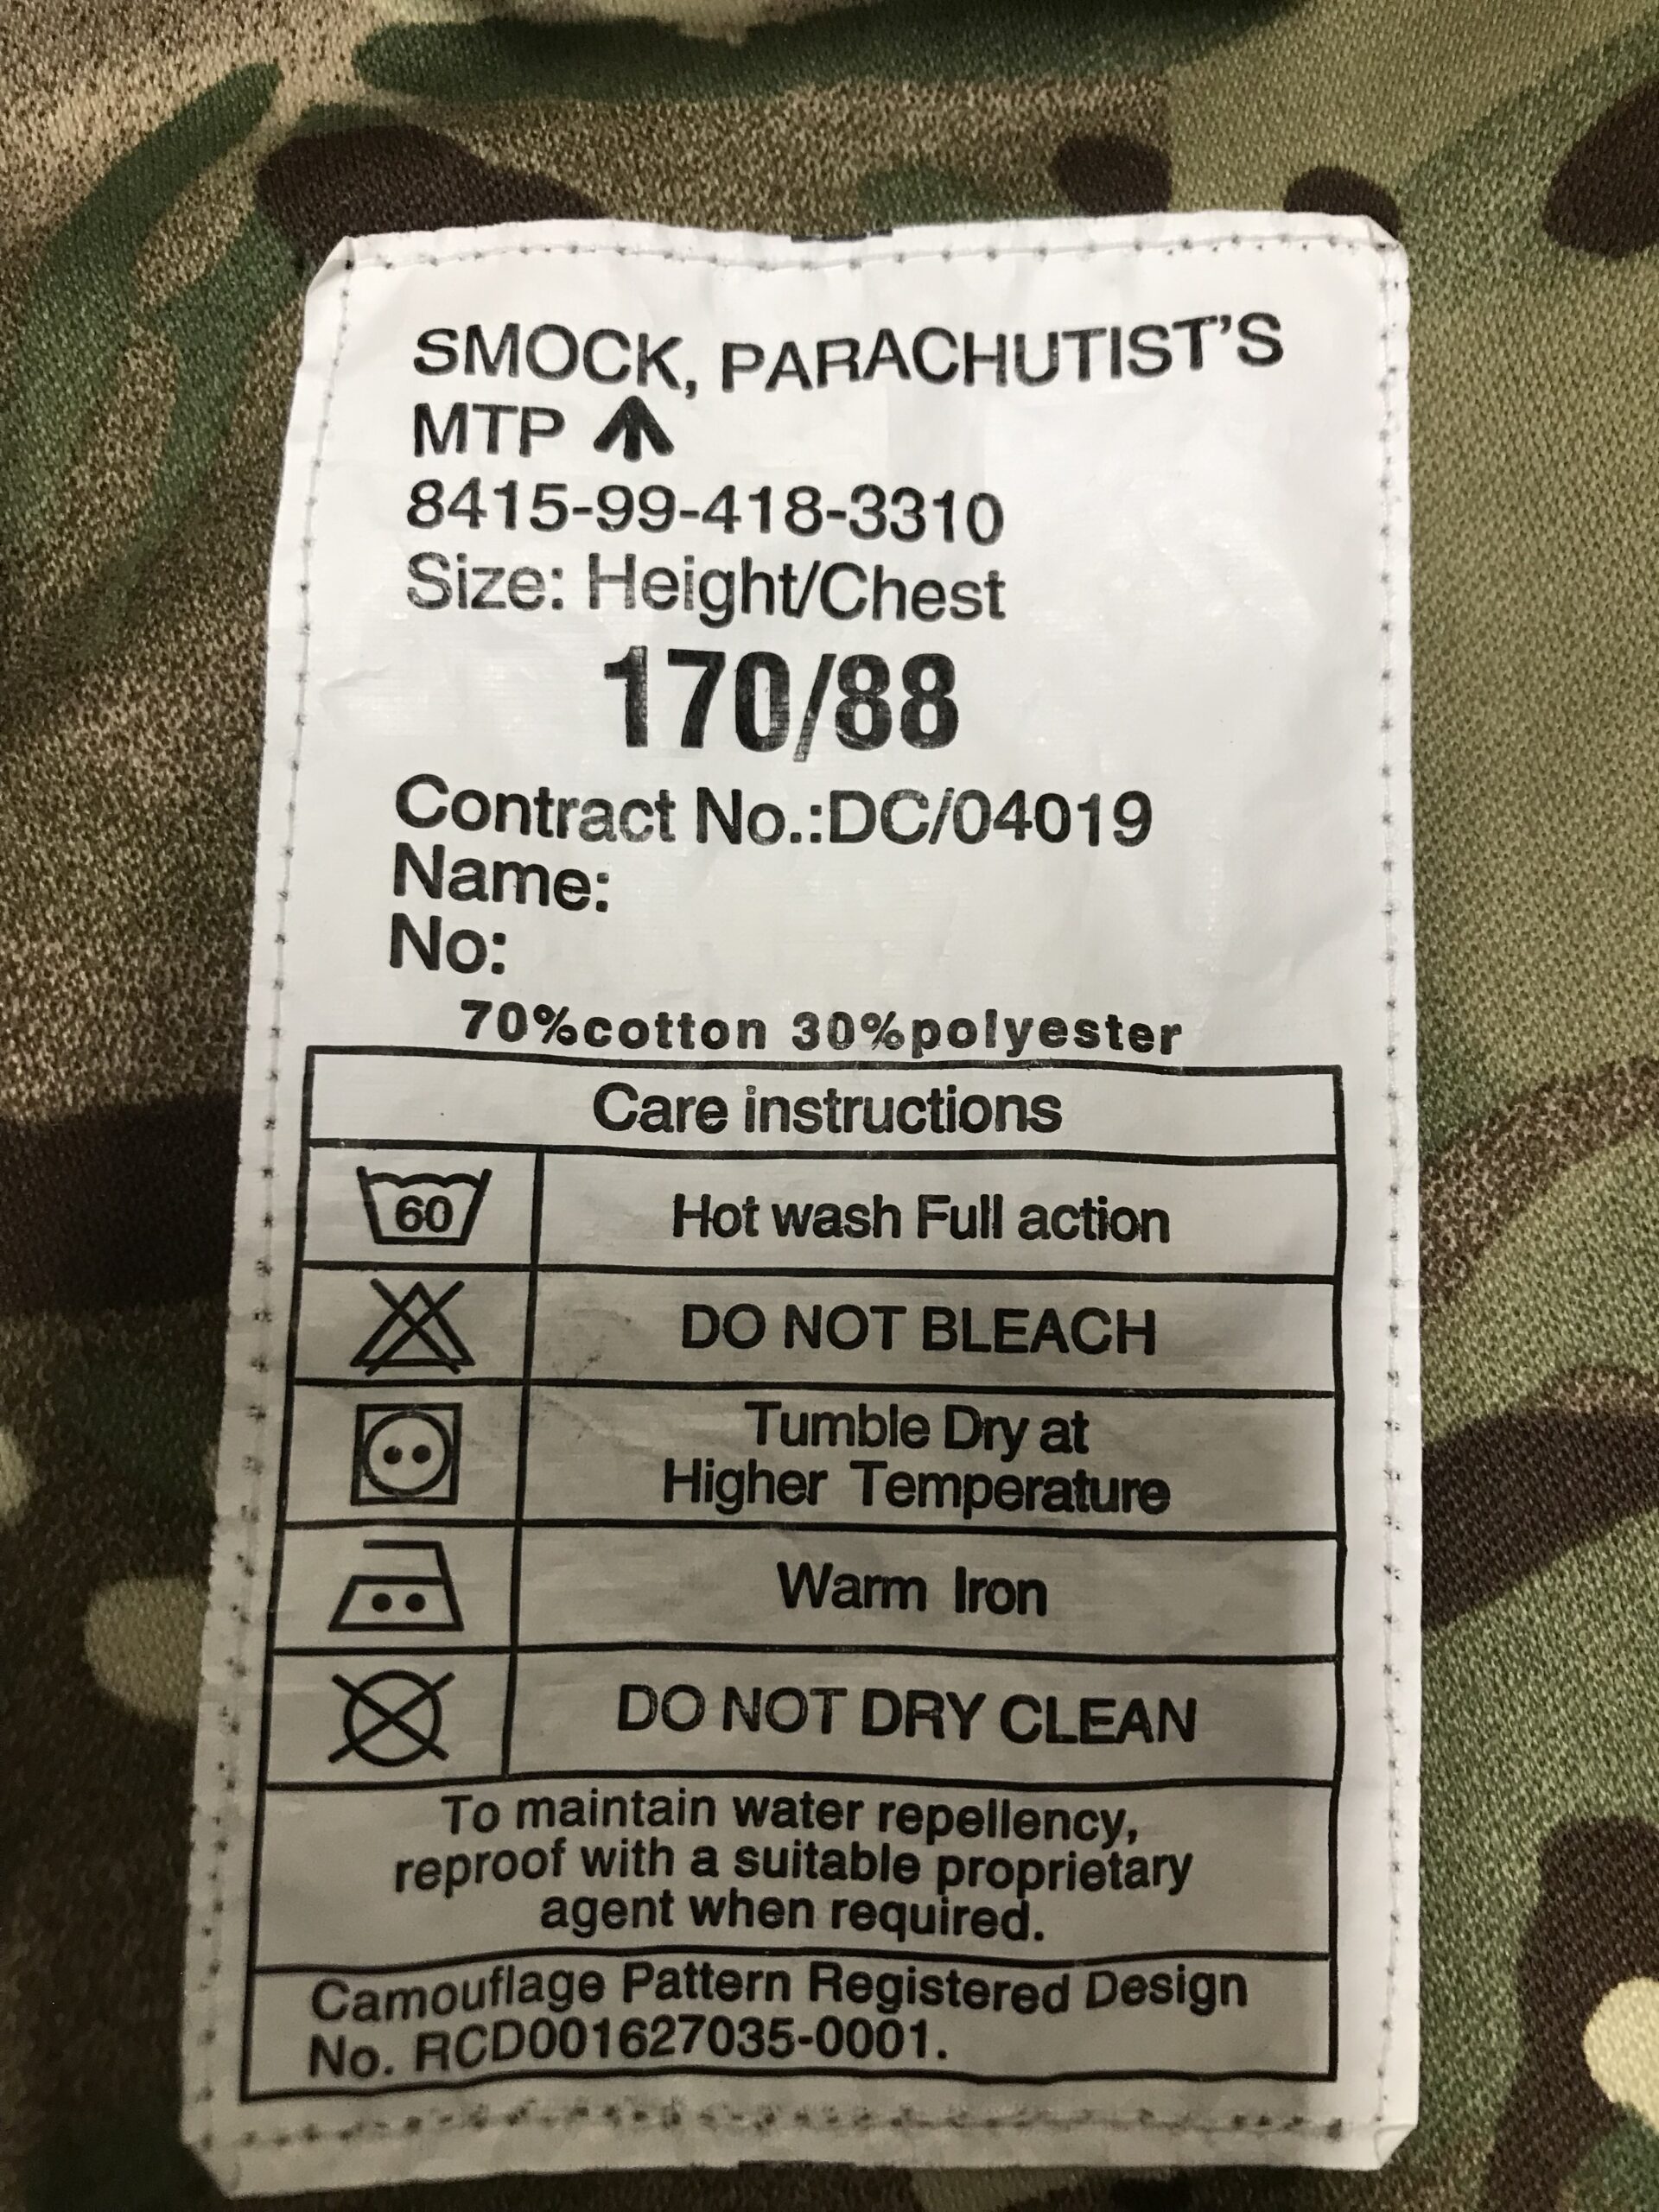 SMOCK, PARACHUTIST'S
MTP
8415-99-418-3310
Size: Height/Chest
170/88
Contract No.:DC/04019
Name:
No:
70%cotton 30%polyester
Care instructions
60 Hot wash Full action
DO NOT BLEACH
Tumble Dry at
Higher Temperature
Warm Iron
DO NOT DRY CLEAN
To maintain water repellency,
reproof with a suitable proprietary
agent when required.
Camouflage Pattern Registered Design
No. RCD001627035-0001.